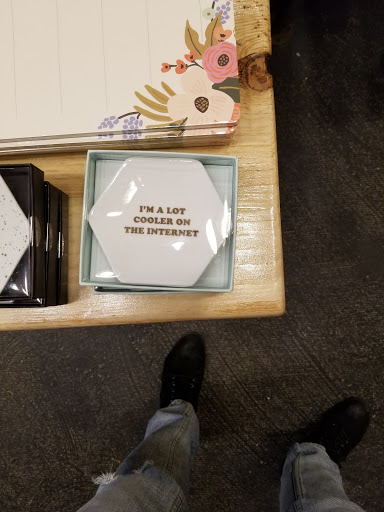 I'M A LOT
COOLER ON
THE INTERNET